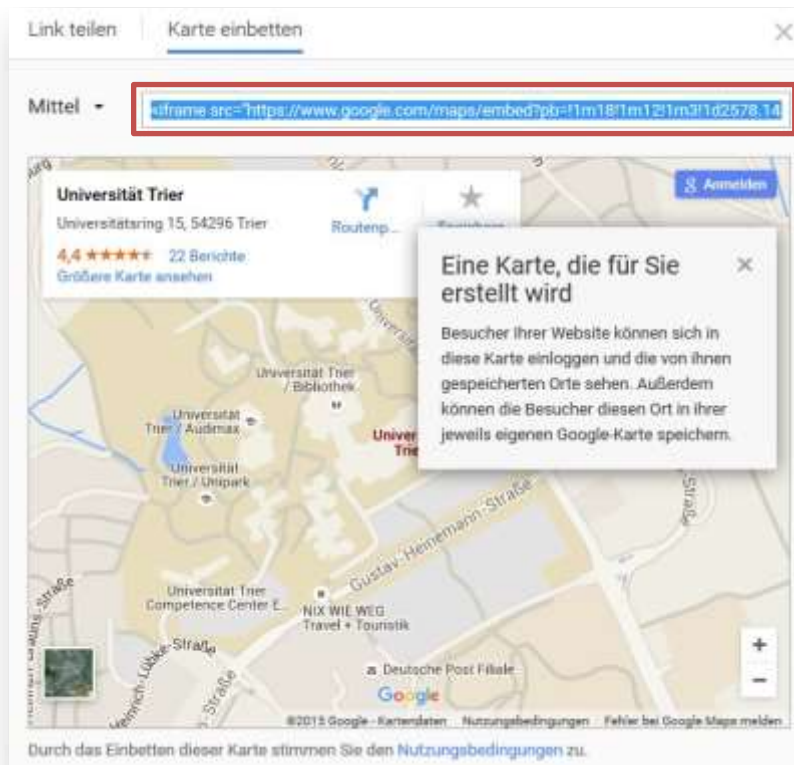 Link teilen Karte einbetten
Mittel
<iframe src="https://www.google.com/maps/embed?pb=!1m18!1m12!1m3!1d2578.14
Universität Trier
Universitätsring 15, 54296 Trier
4,4 22 Berichte
Größere Karte ansehen
Routenp...
Anmelden
Eine Karte, die für Sie
erstellt wird
Besucher Ihrer Website können sich in
diese Karte einloggen und die von ihnen
gespeicherten Orte sehen. Außerdem
können die Besucher diesen Ort in ihrer
jeweils eigenen Google-Karte speichern.
Universität Trier
/ Bibliothek
Universität
Trier / Audimax
Univer
Trie
Universität
Trier / Unipark
Gustav-Heinemann-Straße
Straße
Universität Trier
Competence Center E...
NIX WIE WEG
Travel + Touristik
Heinrich-Lübke-Straße
Straße
Deutsche Post Filiale
Google
©2015 Google - Kartendaten Nutzungsbedingungen Fehler bei Google Maps melden
Durch das Einbetten dieser Karte stimmen Sie den Nutzungsbedingungen zu.